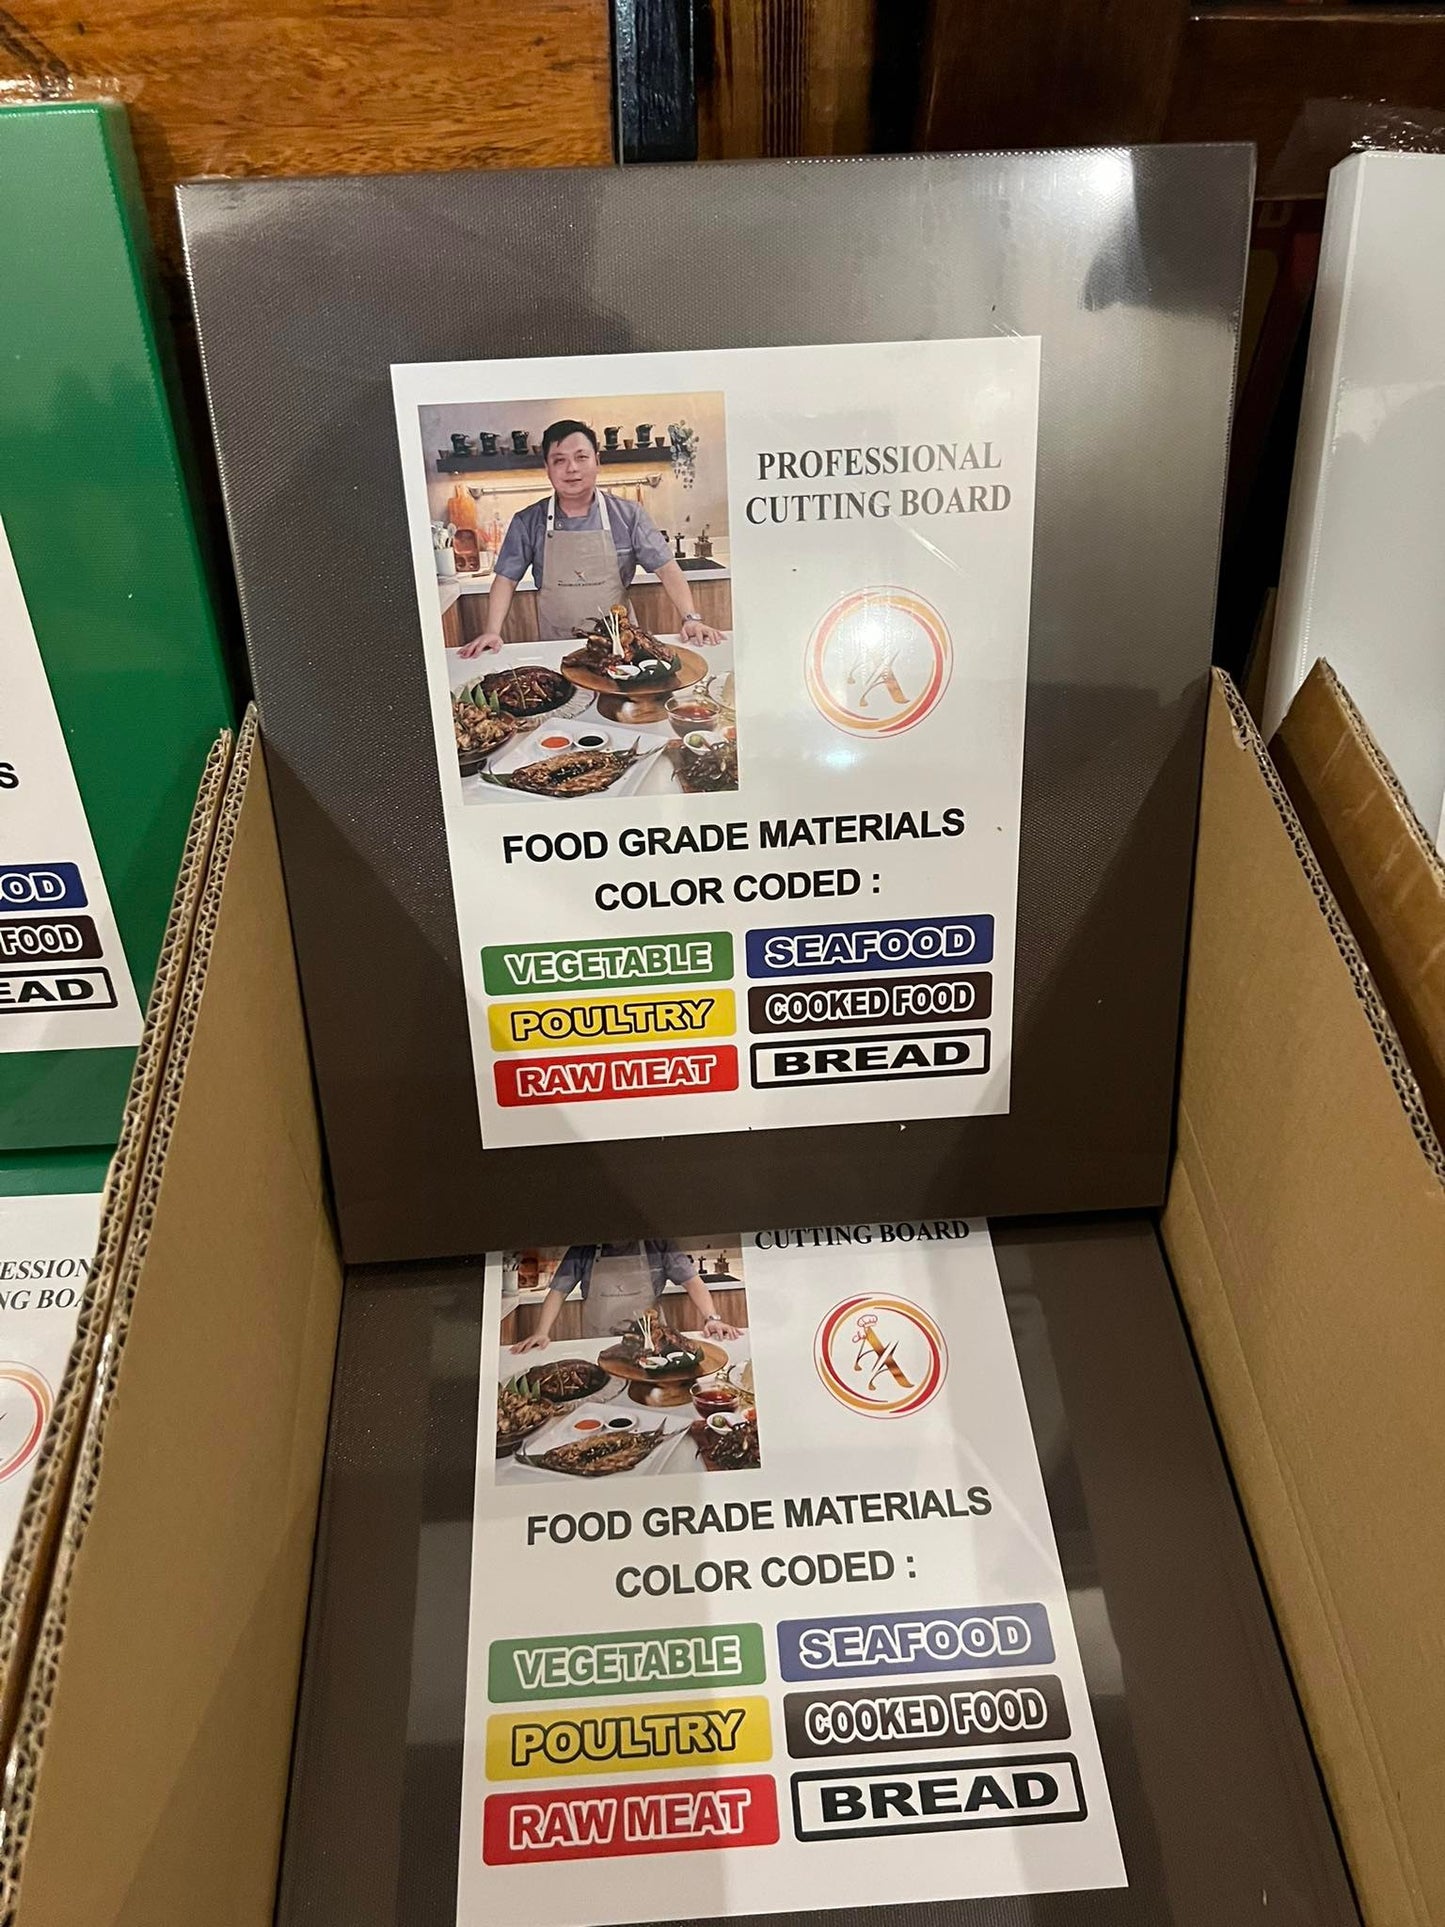 PROFESSIONAL
CUTTING BOARD
FOOD GRADE MATERIALS
COLOR CODED :
VEGETABLE
SEAFOOD
POULTRY
COOKED FOOD
RAW MEAT
BREAD
CUTTING BOARD
FOOD GRADE MATERIALS
COLOR CODED :
VEGETABLE
SEAFOOD
POULTRY
COOKED FOOD
RAW MEAT
BREAD
FOOD